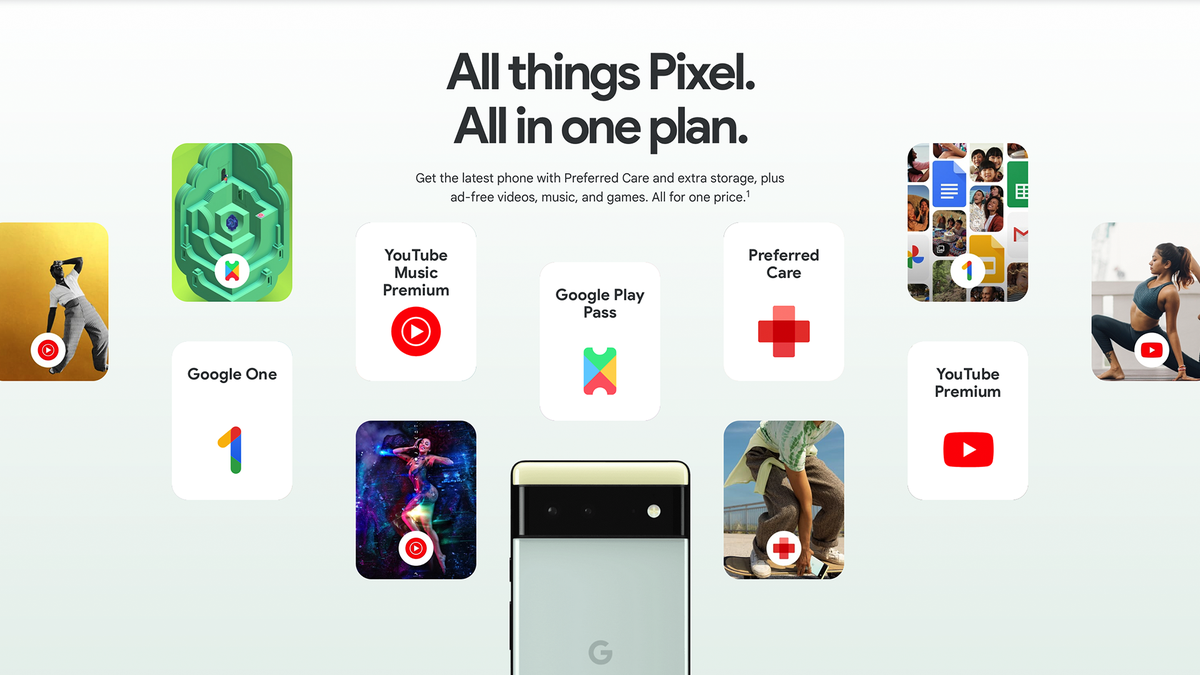 All things Pixel.
All in one plan.
Get the latest phone with Preferred Care and extra storage, plus
ad-free videos, music, and games. All for one price.1
YouTube
Music
Premium
Preferred
Care
Google Play
Pass
Google One
YouTube
Premium
G